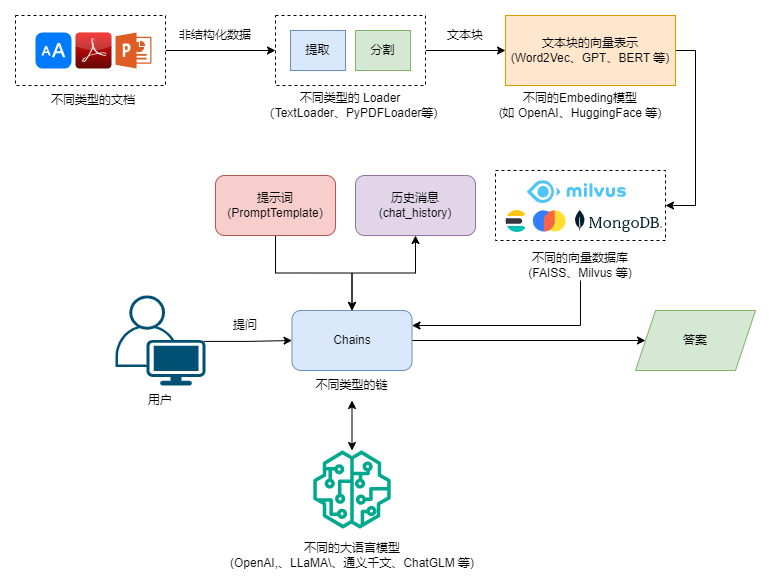 非结构化数据
文本块
AA
P
提取
分割
文本块的向量表示
(Word2Vec、GPT、BERT 等)
不同类型的文档
不同类型的 Loader
(TextLoader、PyPDFLoader等)
不同的Embeding模型
(如 OpenAI、HuggingFace 等)
提示词
(PromptTemplate)
历史消息
(chat_history)
milvus
MongoDB.
不同的向量数据库
(FAISS、Milvus 等)
提问
Chains
答案
用户
不同类型的链
不同的大语言模型
(OpenAI,、LLaMA\、通义千文、ChatGLM 等)